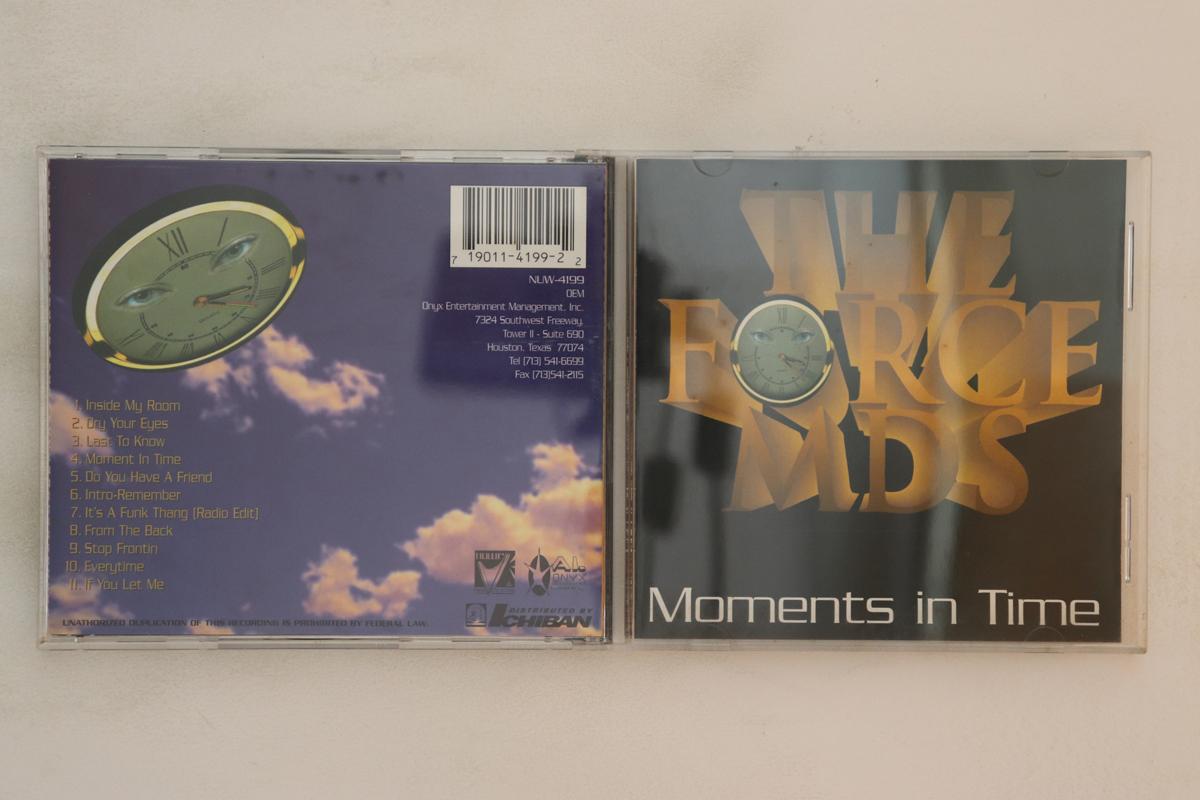 7 19011-4199-2 2
NUW-4199
OEM
Onyx Entertainment Management, Inc.
7324 Southwest Freeway,
Tower II - Suite 690
Houston, Texas 77074
Tel (713) 541-6699
Fax (713)541-2115
XII
1. Inside My Room
2. Dry Your Eyes
3. Last To Know
4. Moment In Time
5. Do You Have A Friend
6. Intro-Remember
7. It's A Funk Thang (Radio Edit)
8. From The Back
9. Stop Frontin
10. Everytime
11. If You Let Me
A.I.
ONYX
DISTRIBUTED BY
ICHIBAN
UNATHORIZED DUPLICATION OF THIS RECORDING IS PROHIBITED BY FEDERAL LAW.
THE
FORCE
MDS
XII
Moments in Time